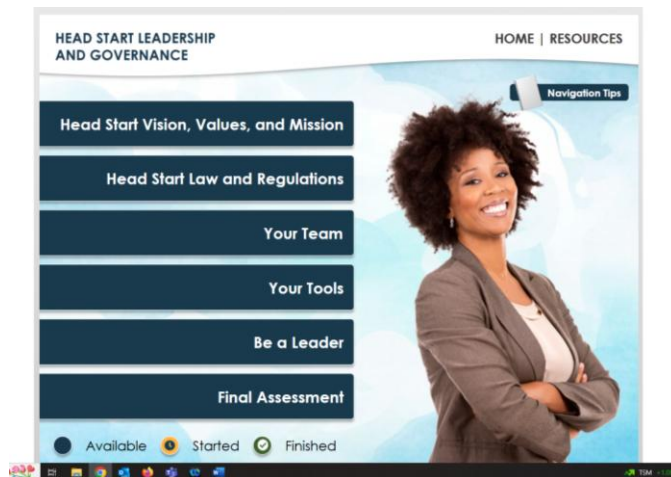 HEAD START LEADERSHIP
AND GOVERNANCE
HOME | RESOURCES
Navigation Tips
Head Start Vision, Values, and Mission
Head Start Law and Regulations
Your Team
Your Tools
Be a Leader
Final Assessment
Available Started Finished
TSM